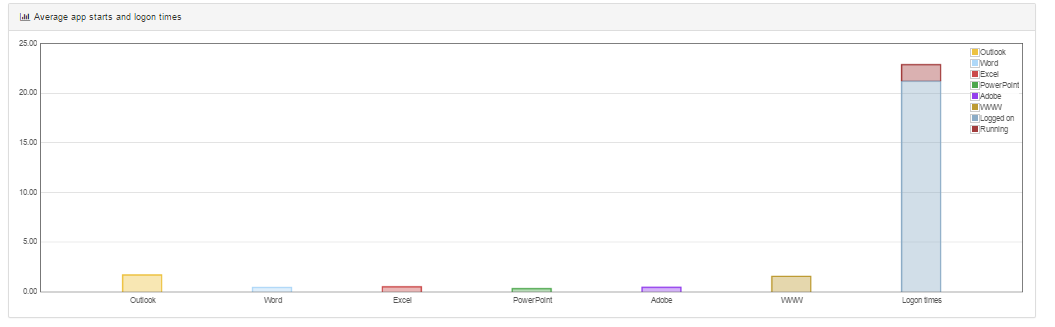 Average app starts and logon times
25.00
20.00
15.00
10.00
5.00
0.00
Outlook
Word
Excel
PowerPoint
Adobe
WWW
Logon times
Outlook
Word
Excel
PowerPoint
Adobe
WWW
Logged on
Running